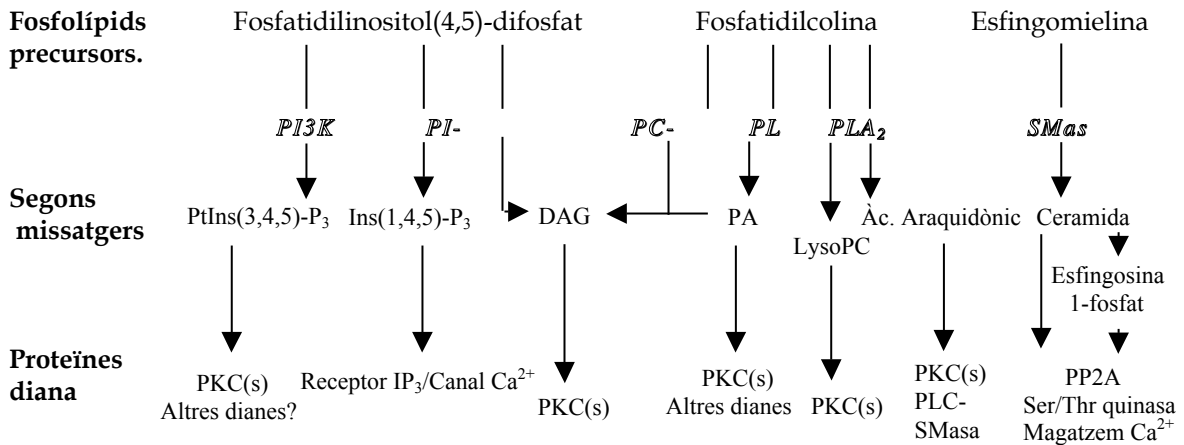 Fosfolípids Fosfatidilinositol(4,5)-difosfat Fosfatidilcolina Esfingomielina
precursors.
PI3K PI- PC- PL PLA₂ SMas
Segons
missatgers
PtIns(3,4,5)-P₃ Ins(1,4,5)-P₃ DAG PA Àc. Araquidònic Ceramida
LysoPC
Esfingosina
1-fosfat
Proteïnes
diana
PKC(s) Receptor IP₃/Canal Ca²⁺ PKC(s) PKC(s) PP2A
Altres dianes? PKC(s) Altres dianes PKC(s) PLC- Ser/Thr quinasa
SMasa Magatzem Ca²⁺